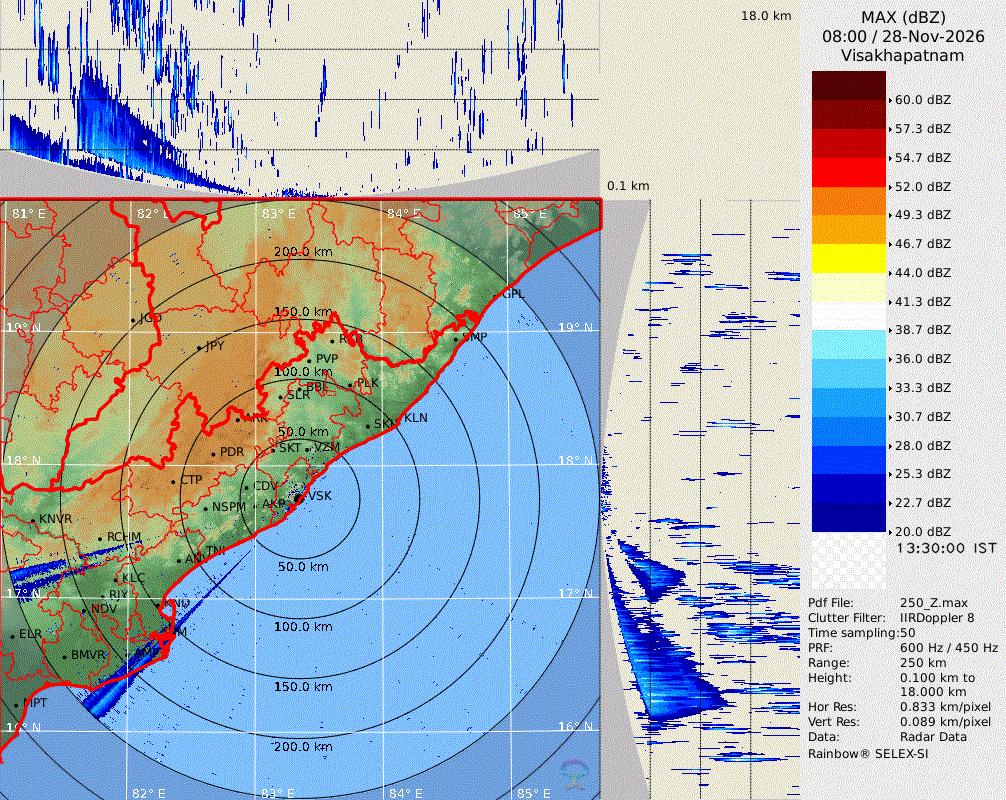 18.0 km
MAX (dBZ)
08:00 / 28-Nov-2026
Visakhapatnam
60.0 dBZ
57.3 dBZ
54.7 dBZ
52.0 dBZ
49.3 dBZ
46.7 dBZ
44.0 dBZ
41.3 dBZ
38.7 dBZ
36.0 dBZ
33.3 dBZ
30.7 dBZ
28.0 dBZ
25.3 dBZ
22.7 dBZ
20.0 dBZ
13:30:00 IST
Pdf File: 250_Z.max
Clutter Filter: IIRDoppler 8
Time sampling:50
PRF: 600 Hz / 450 Hz
Range: 250 km
Height: 0.100 km to
18.000 km
Hor Res: 0.833 km/pixel
Vert Res: 0.089 km/pixel
Data: Radar Data
Rainbow® SELEX-SI
0.1 km
81° E 82° E 83° E 84° E 85° E
200.0 km
GPL
150.0 km
JGD
19° N 19° N
JPY
PVP
100.0 km
PLK
SLR
KLN
50.0 km
SKT VZM
PDR
18° N 18° N
CTP
CDV
VSK
NSPM AKP
KNVR
RCHM
TNI
50.0 km
KLC
17° N 17° N
RJY
NDV
100.0 km
ELR
BMVR
150.0 km
MPT
16° N 16° N
200.0 km
82° E 83° E 84° E 85° E